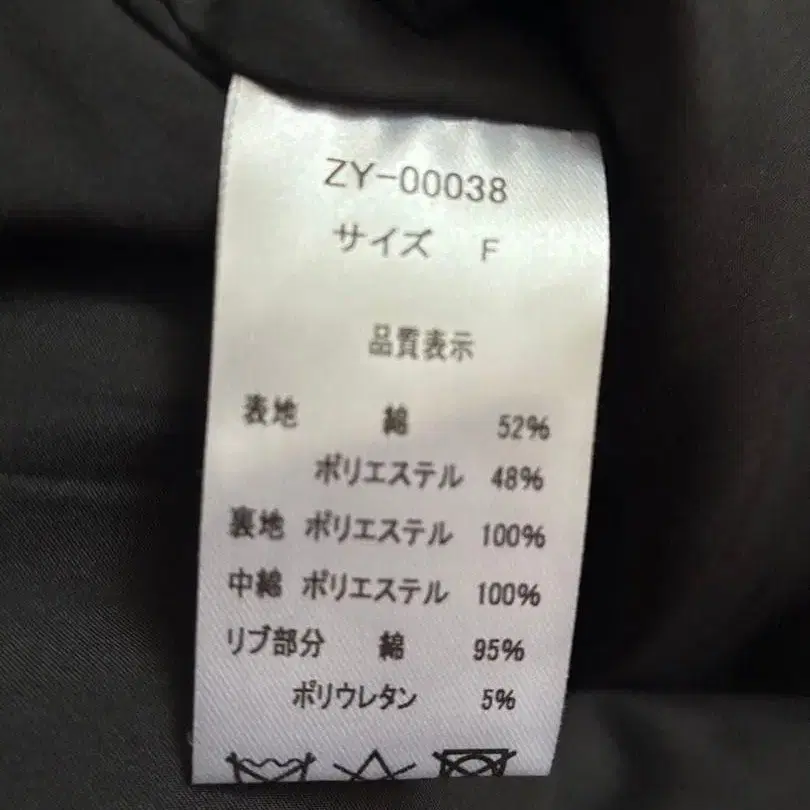 ZY-00038
サイズ F
品質表示
表地 綿 52%
ポリエステル 48%
裏地 ポリエステル 100%
中綿 ポリエステル 100%
リブ部分 綿 95%
ポリウレタン 5%